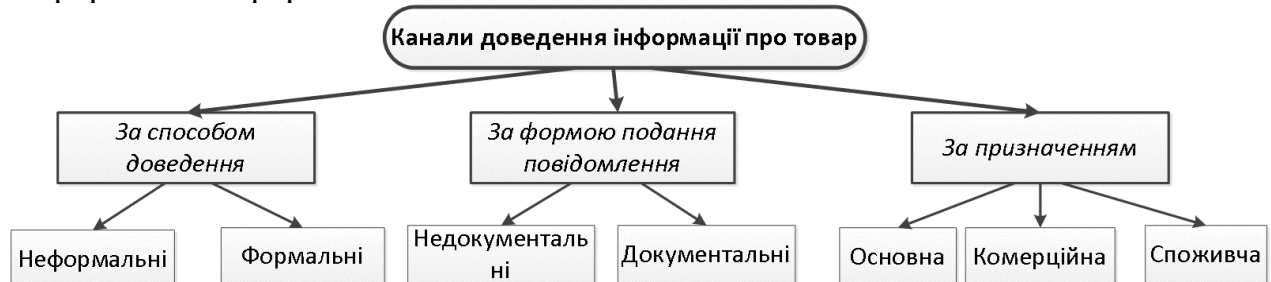 Канали доведення інформації про товар
За способом
доведення
За формою подання
повідомлення
За призначенням
Неформальні
Формальні
Недокументаль
ні
Документальні
Основна
Комерційна
Споживча